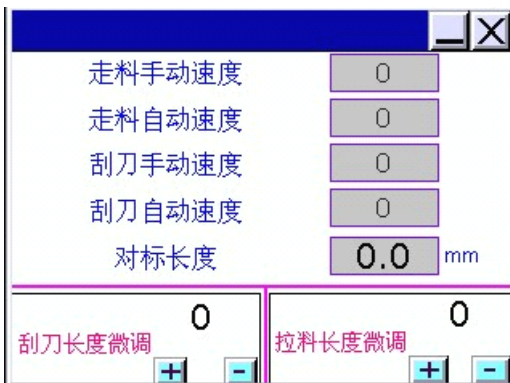 走料手动速度 0
走料自动速度 0
刮刀手动速度 0
刮刀自动速度 0
对标长度 0.0 mm
0
刮刀长度微调
+ -
0
拉料长度微调
+ -